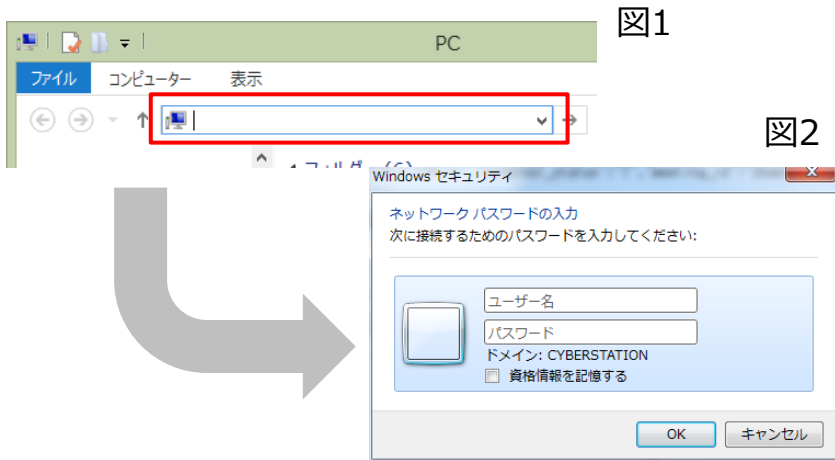 図1
PC
ファイル コンピューター 表示
図2
Windows セキュリティ
ネットワーク パスワードの入力
次に接続するためのパスワードを入力してください:
ユーザー名
パスワード
ドメイン: CYBERSTATION
資格情報を記憶する
OK キャンセル